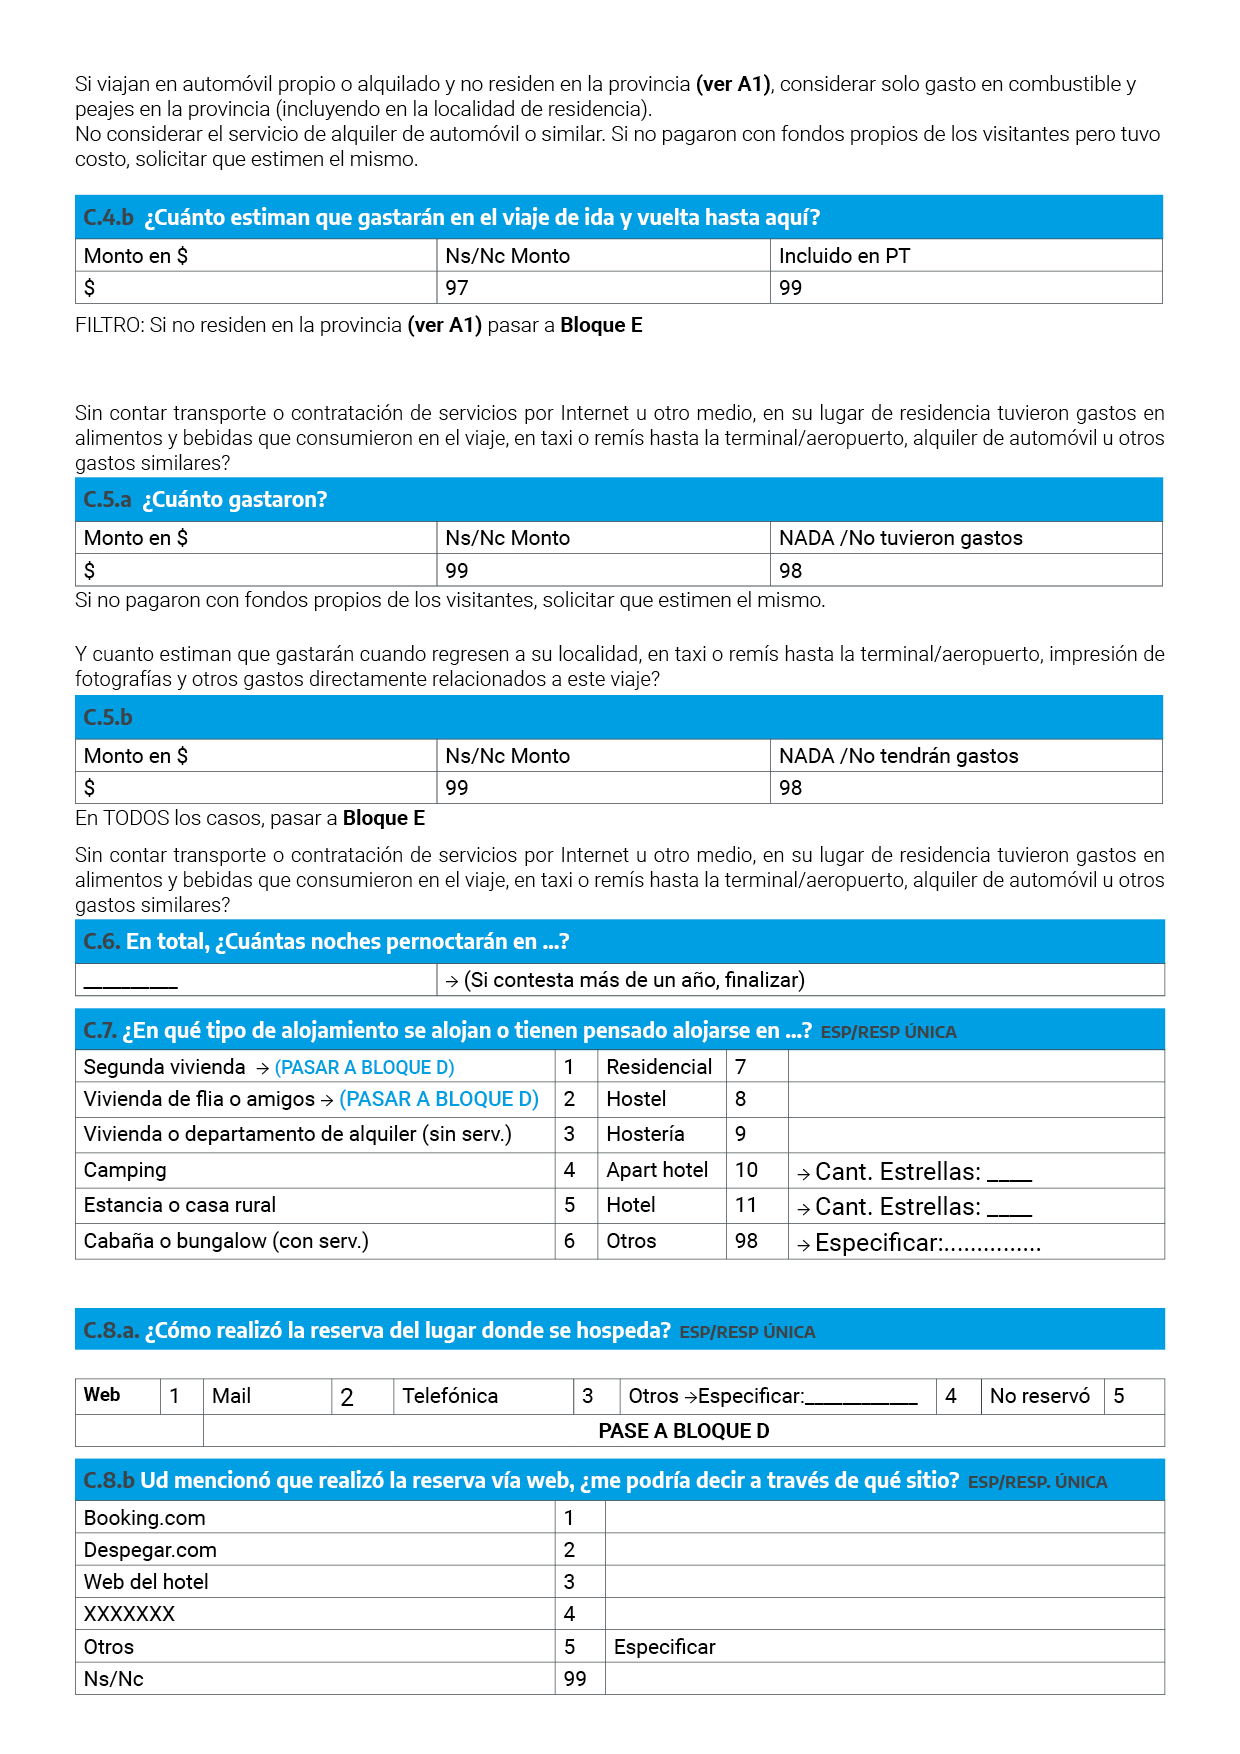 Si viajan en automóvil propio o alquilado y no residen en la provincia (ver A1), considerar solo gasto en combustible y
peajes en la provincia (incluyendo en la localidad de residencia).
No considerar el servicio de alquiler de automóvil o similar. Si no pagaron con fondos propios de los visitantes pero tuvo
costo, solicitar que estimen el mismo.
C.4.b ¿Cuánto estiman que gastarán en el viaje de ida y vuelta hasta aquí?
Monto en $ Ns/Nc Monto Incluido en PT
$ 97 99
FILTRO: Si no residen en la provincia (ver A1) pasar a Bloque E
Sin contar transporte o contratación de servicios por Internet u otro medio, en su lugar de residencia tuvieron gastos en
alimentos y bebidas que consumieron en el viaje, en taxi o remís hasta la terminal/aeropuerto, alquiler de automóvil u otros
gastos similares?
C.5.a ¿Cuánto gastaron?
Monto en $ Ns/Nc Monto NADA /No tuvieron gastos
$ 99 98
Si no pagaron con fondos propios de los visitantes, solicitar que estimen el mismo.
Y cuanto estiman que gastarán cuando regresen a su localidad, en taxi o remís hasta la terminal/aeropuerto, impresión de
fotografías y otros gastos directamente relacionados a este viaje?
C.5.b
Monto en $ Ns/Nc Monto NADA /No tendrán gastos
$ 99 98
En TODOS los casos, pasar a Bloque E
Sin contar transporte o contratación de servicios por Internet u otro medio, en su lugar de residencia tuvieron gastos en
alimentos y bebidas que consumieron en el viaje, en taxi o remís hasta la terminal/aeropuerto, alquiler de automóvil u otros
gastos similares?
C.6. En total, ¿Cuántas noches pernoctarán en ...?
__________ → (Si contesta más de un año, finalizar)
C.7. ¿En qué tipo de alojamiento se alojan o tienen pensado alojarse en ...? ESP/RESP ÚNICA
Segunda vivienda → (PASAR A BLOQUE D) 1 Residencial 7
Vivienda de flia o amigos → (PASAR A BLOQUE D) 2 Hostel 8
Vivienda o departamento de alquiler (sin serv.) 3 Hostería 9
Camping 4 Apart hotel 10 → Cant. Estrellas: ____
Estancia o casa rural 5 Hotel 11 → Cant. Estrellas: ____
Cabaña o bungalow (con serv.) 6 Otros 98 → Especificar:...............
C.8.a. ¿Cómo realizó la reserva del lugar donde se hospeda? ESP/RESP ÚNICA
Web 1 Mail 2 Telefónica 3 Otros →Especificar:____________ 4 No reservó 5
PASE A BLOQUE D
C.8.b Ud mencionó que realizó la reserva vía web, ¿me podría decir a través de qué sitio? ESP/RESP. ÚNICA
Booking.com 1
Despegar.com 2
Web del hotel 3
XXXXXXX 4
Otros 5 Especificar
Ns/Nc 99